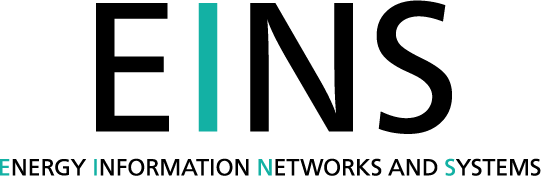 EINS
ENERGY INFORMATION NETWORKS AND SYSTEMS